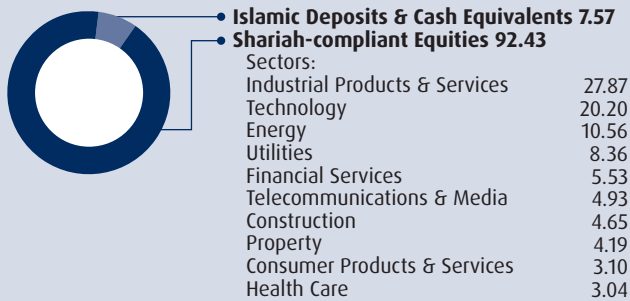 Islamic Deposits & Cash Equivalents 7.57
Shariah-compliant Equities 92.43
Sectors:
Industrial Products & Services 27.87
Technology 20.20
Energy 10.56
Utilities 8.36
Financial Services 5.53
Telecommunications & Media 4.93
Construction 4.65
Property 4.19
Consumer Products & Services 3.10
Health Care 3.04